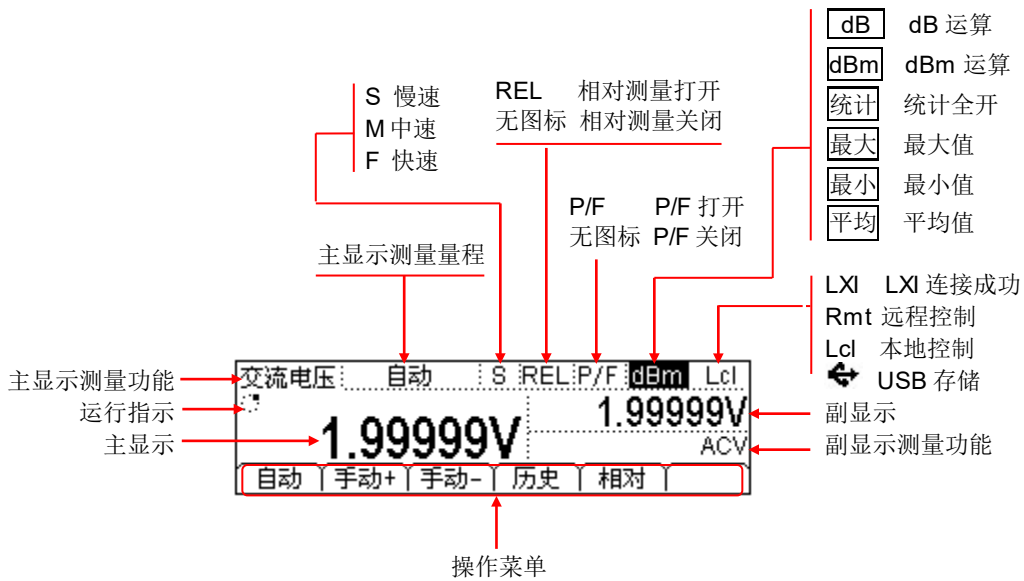 dB dB 运算
dBm dBm 运算
统计 统计全开
最大 最大值
最小 最小值
平均 平均值
S 慢速
M 中速
F 快速
REL 相对测量打开
无图标 相对测量关闭
P/F P/F 打开
无图标 P/F 关闭
主显示测量量程
LXI LXI 连接成功
Rmt 远程控制
Lcl 本地控制
USB 存储
主显示测量功能
运行指示
主显示
交流电压 自动 S REL P/F dBm Lcl
1.99999V
1.99999V
ACV
自动 手动+ 手动- 历史 相对
副显示
副显示测量功能
操作菜单